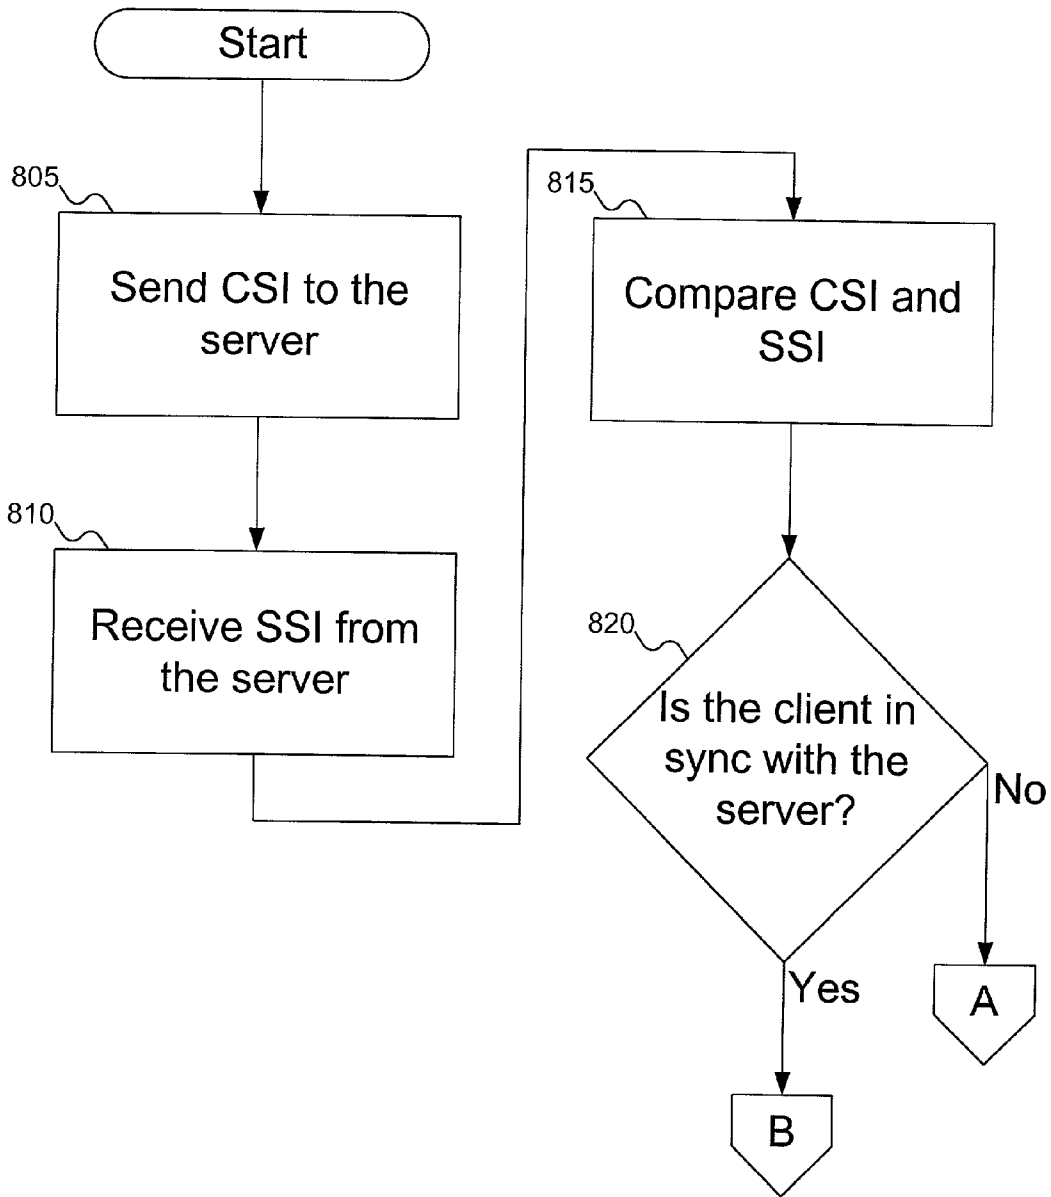 Start
805
Send CSI to the
server
810
Receive SSI from
the server
815
Compare CSI and
SSI
820
Is the client in
sync with the
server?
No
Yes
A
B